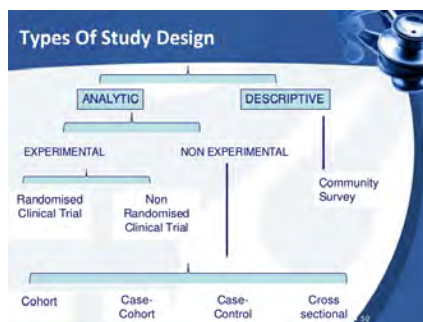 Types Of Study Design
ANALYTIC
DESCRIPTIVE
EXPERIMENTAL
NON EXPERIMENTAL
Randomised
Clinical Trial
Non
Randomised
Clinical Trial
Community
Survey
Cohort
Case-
Cohort
Case-
Control
Cross
sectional
50